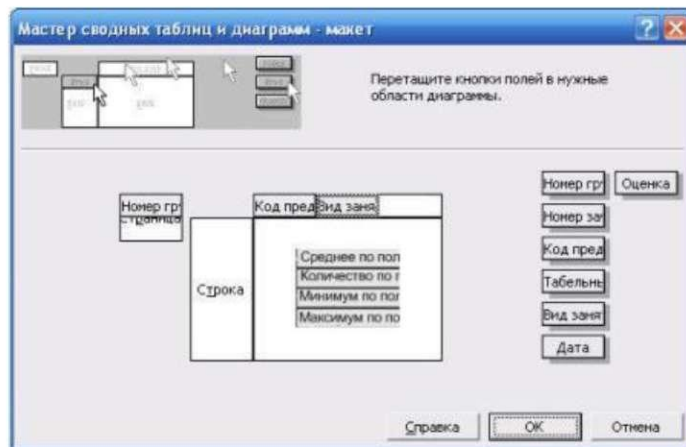 Мастер сводных таблиц и диаграмм - макет
Перетащите кнопки полей в нужные
области диаграммы.
Номер гр
Страница
Код пред Вид заня
Строка
Среднее по пол
Количество по п
Минимум по пол
Максимум по по
Номер гр Оценка
Номер за
Код пред
Табельны
Вид занят
Дата
Справка OK Отмена